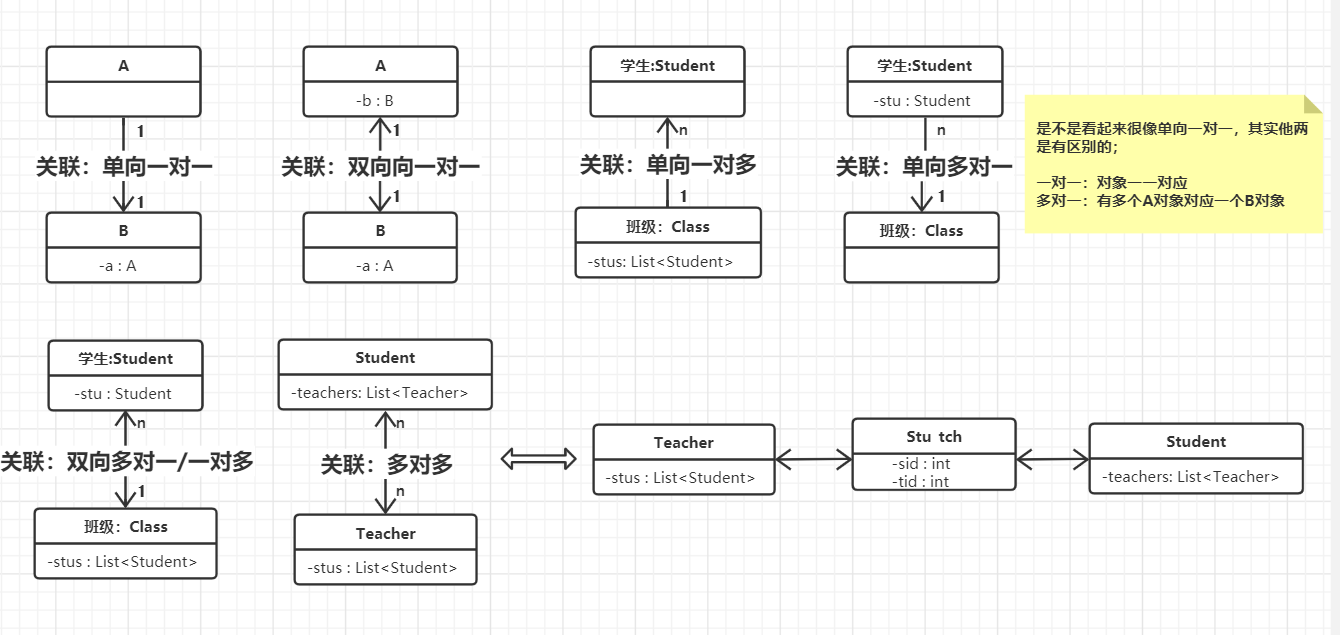 A
1
关联：单向一对一
1
B
-a : A
A
-b : B
1
关联：双向向一对一
1
B
-a : A
学生:Student
n
关联：单向一对多
1
班级：Class
-stus: List<Student>
学生:Student
-stu : Student
n
关联：单向多对一
1
班级：Class
是不是看起来很像单向一对一，其实他两
是有区别的；
一对一：对象一一对应
多对一：有多个A对象对应一个B对象
学生:Student
-stu : Student
n
关联：双向多对一/一对多
1
班级：Class
-stus : List<Student>
Student
-teachers: List<Teacher>
n
关联：多对多
n
Teacher
-stus : List<Student>
Teacher
-stus : List<Student>
Stu tch
-sid : int
-tid : int
Student
-teachers: List<Teacher>